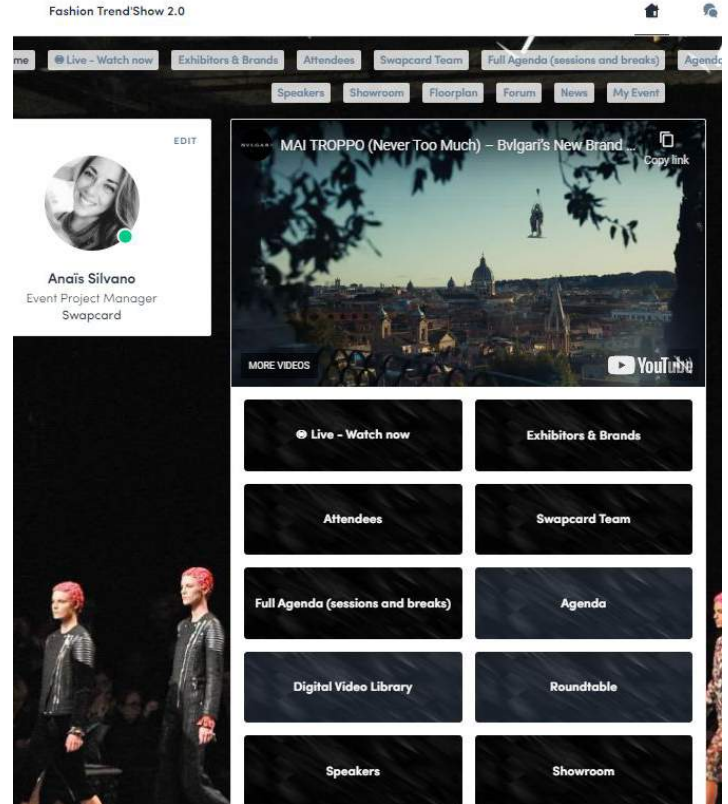 Fashion Trend'Show 2.0
me
Live - Watch now
Exhibitors & Brands
Attendees
Swapcard Team
Full Agenda (sessions and breaks)
Agenda
Speakers
Showroom
Floorplan
Forum
News
My Event
EDIT
Anaïs Silvano
Event Project Manager
Swapcard
BVLGARI
MAI TROPPO (Never Too Much) – Bvlgari's New Brand ...
Copy link
MORE VIDEOS
YouTube
Live - Watch now
Exhibitors & Brands
Attendees
Swapcard Team
Full Agenda (sessions and breaks)
Agenda
Digital Video Library
Roundtable
Speakers
Showroom